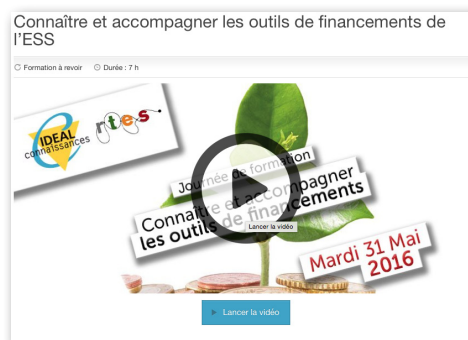 Connaître et accompagner les outils de financements de
l'ESS
Formation à revoir Durée : 7 h
IDEAL
connaissances
rtes
Journée de formation
Connaître et accompagner
les outils de financements
Lancer la vidéo
Mardi 31 Mai
2016
Lancer la vidéo